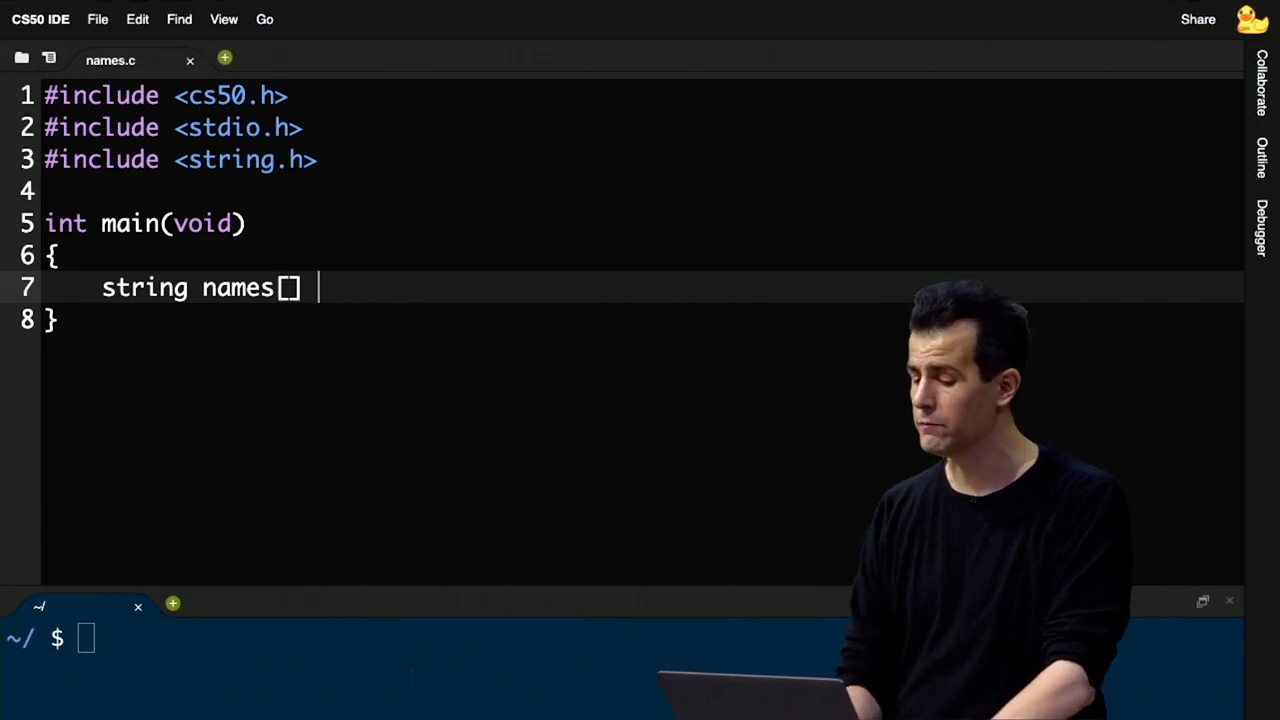 CS50 IDE File Edit Find View Go Share
names.c
1 #include <cs50.h>
2 #include <stdio.h>
3 #include <string.h>
4
5 int main(void)
6 {
7 string names[]
8 }
~/
~/ $
Collaborate
Outline
Debugger